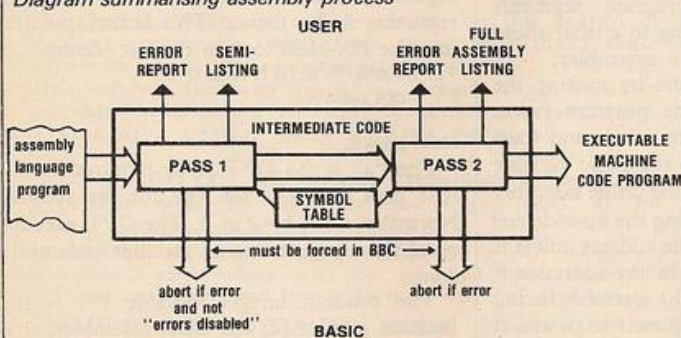 Diagram summarising assembly process
USER
ERROR REPORT
SEMI-LISTING
ERROR REPORT
FULL ASSEMBLY LISTING
INTERMEDIATE CODE
assembly language program
PASS 1
PASS 2
EXECUTABLE MACHINE CODE PROGRAM
SYMBOL TABLE
must be forced in BBC
abort if error and not "errors disabled"
abort if error
BASIC